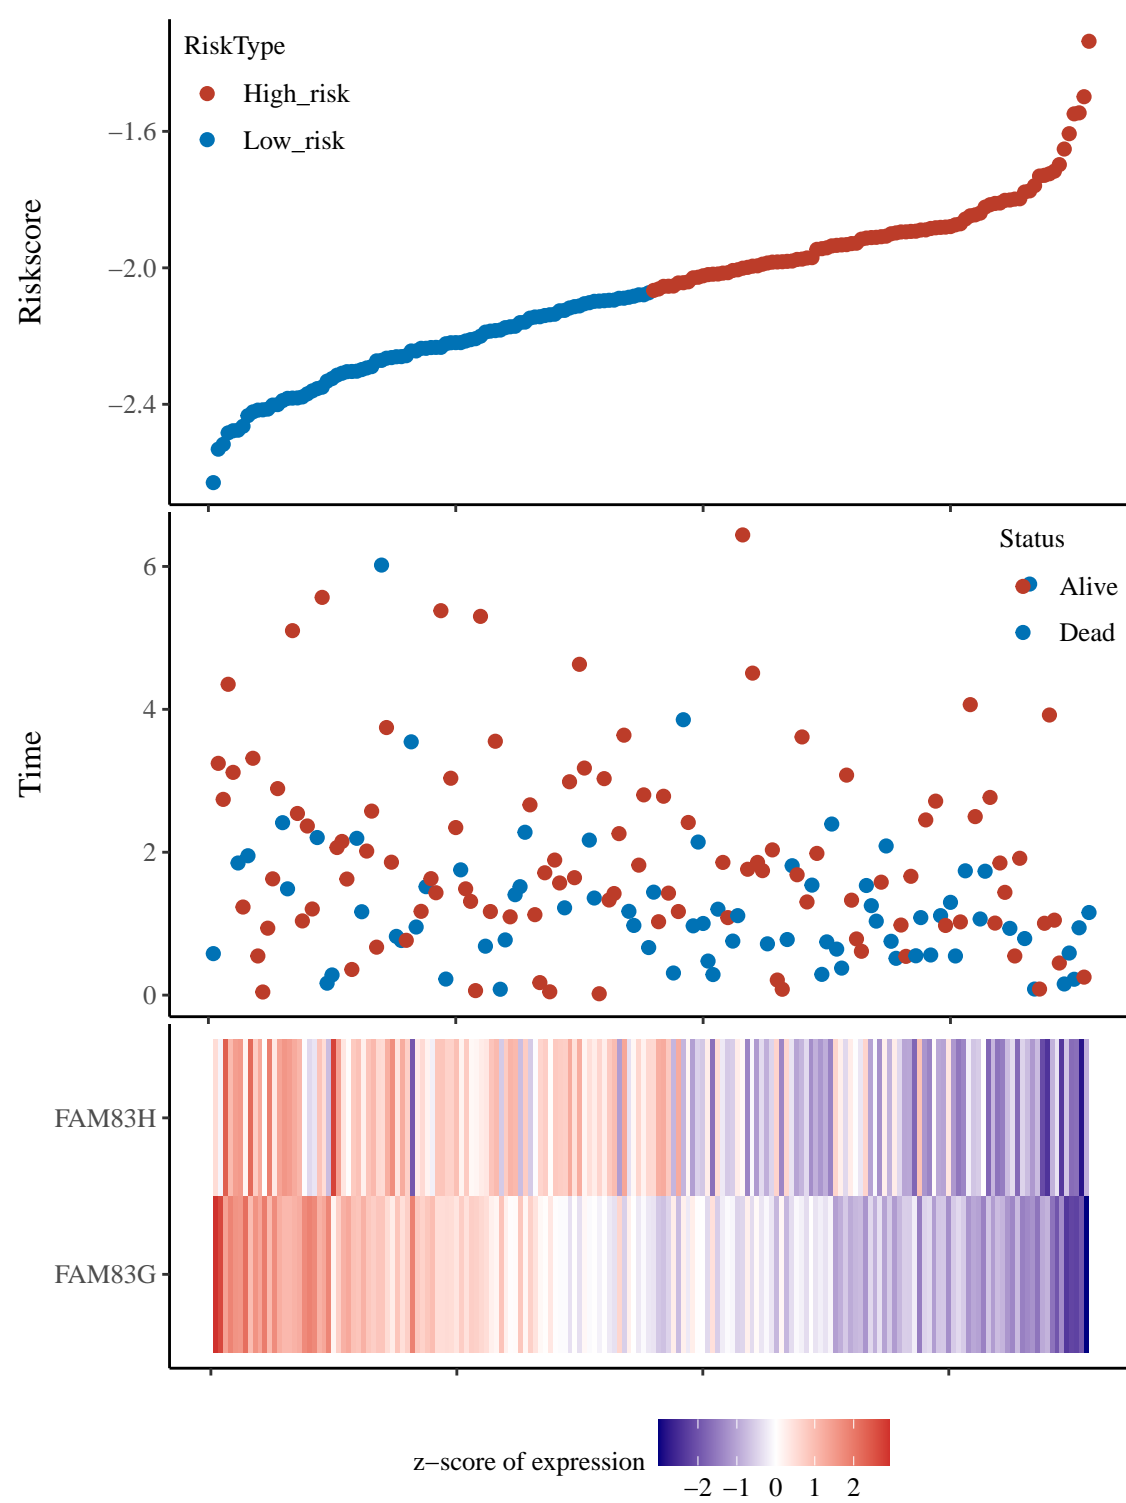 RiskType
High_risk
Low_risk
Riskscore
−1.6
−2.0
−2.4
Status
Alive
Dead
Time
6
4
2
0
FAM83H
FAM83G
z−score of expression
−2 −1 0 1 2